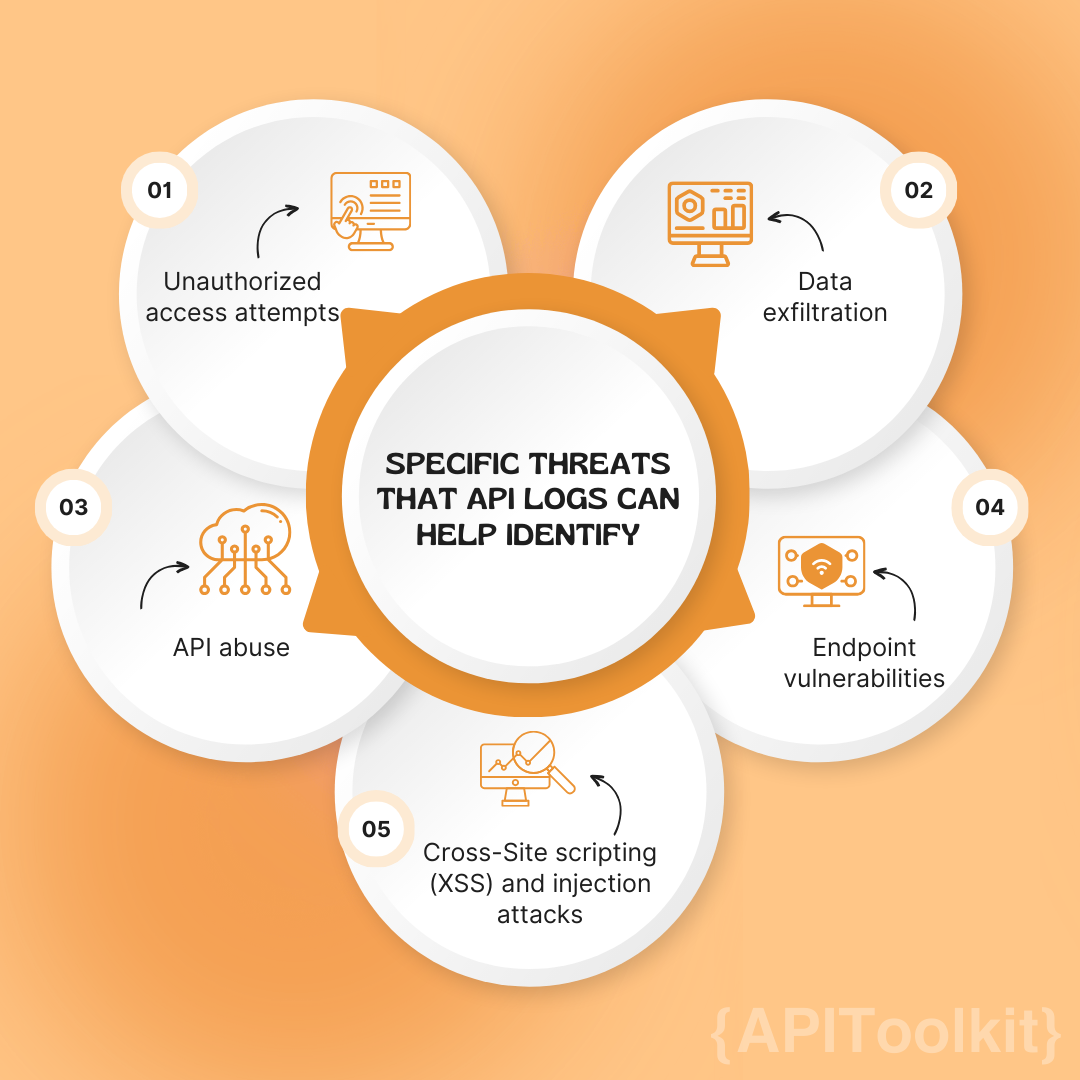 SPECIFIC THREATS
THAT API LOGS CAN
HELP IDENTIFY
01
Unauthorized
access attempts
02
Data
exfiltration
03
API abuse
04
Endpoint
vulnerabilities
05
Cross-Site scripting
(XSS) and injection
attacks
{APIToolkit}